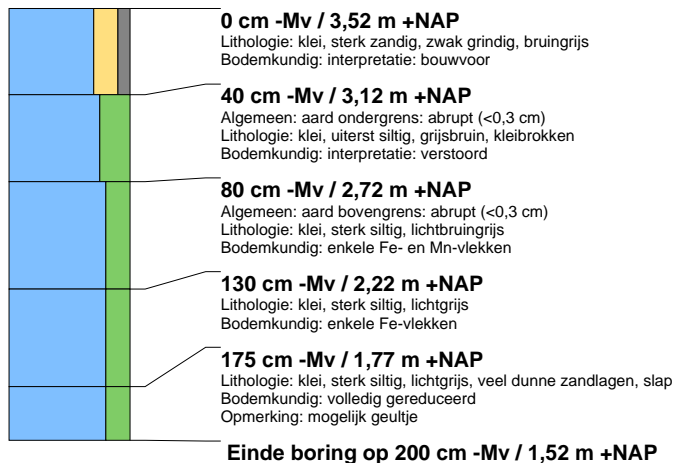 0 cm -Mv / 3,52 m +NAP
Lithologie: klei, sterk zandig, zwak grindig, bruingrijs
Bodemkundig: interpretatie: bouwvoor
40 cm -Mv / 3,12 m +NAP
Algemeen: aard ondergrens: abrupt (<0,3 cm)
Lithologie: klei, uiterst siltig, grijsbruin, kleibrokken
Bodemkundig: interpretatie: verstoord
80 cm -Mv / 2,72 m +NAP
Algemeen: aard bovengrens: abrupt (<0,3 cm)
Lithologie: klei, sterk siltig, lichtbruingrijs
Bodemkundig: enkele Fe- en Mn-vlekken
130 cm -Mv / 2,22 m +NAP
Lithologie: klei, sterk siltig, lichtgrijs
Bodemkundig: enkele Fe-vlekken
175 cm -Mv / 1,77 m +NAP
Lithologie: klei, sterk siltig, lichtgrijs, veel dunne zandlagen, slap
Bodemkundig: volledig gereduceerd
Opmerking: mogelijk geultje
Einde boring op 200 cm -Mv / 1,52 m +NAP